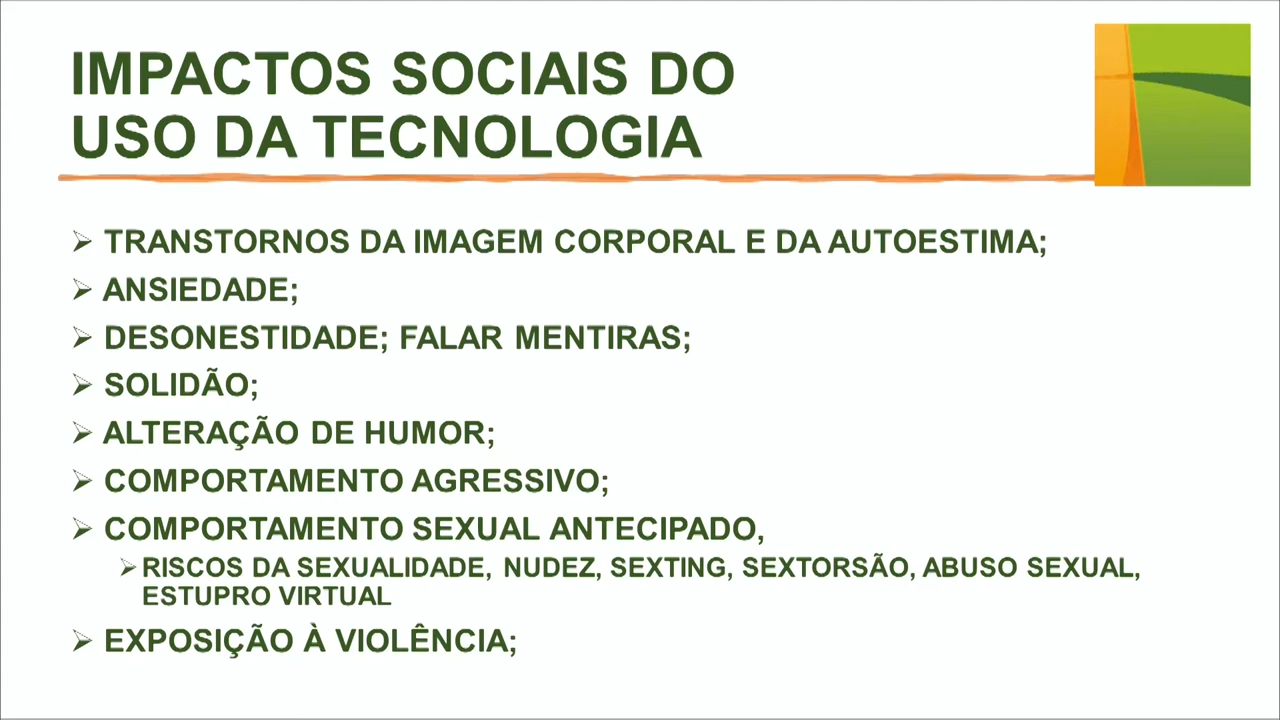 IMPACTOS SOCIAIS DO
USO DA TECNOLOGIA
TRANSTORNOS DA IMAGEM CORPORAL E DA AUTOESTIMA;
ANSIEDADE;
DESONESTIDADE; FALAR MENTIRAS;
SOLIDÃO;
ALTERAÇÃO DE HUMOR;
COMPORTAMENTO AGRESSIVO;
COMPORTAMENTO SEXUAL ANTECIPADO,
RISCOS DA SEXUALIDADE, NUDEZ, SEXTING, SEXTORSÃO, ABUSO SEXUAL,
ESTUPRO VIRTUAL
EXPOSIÇÃO À VIOLÊNCIA;